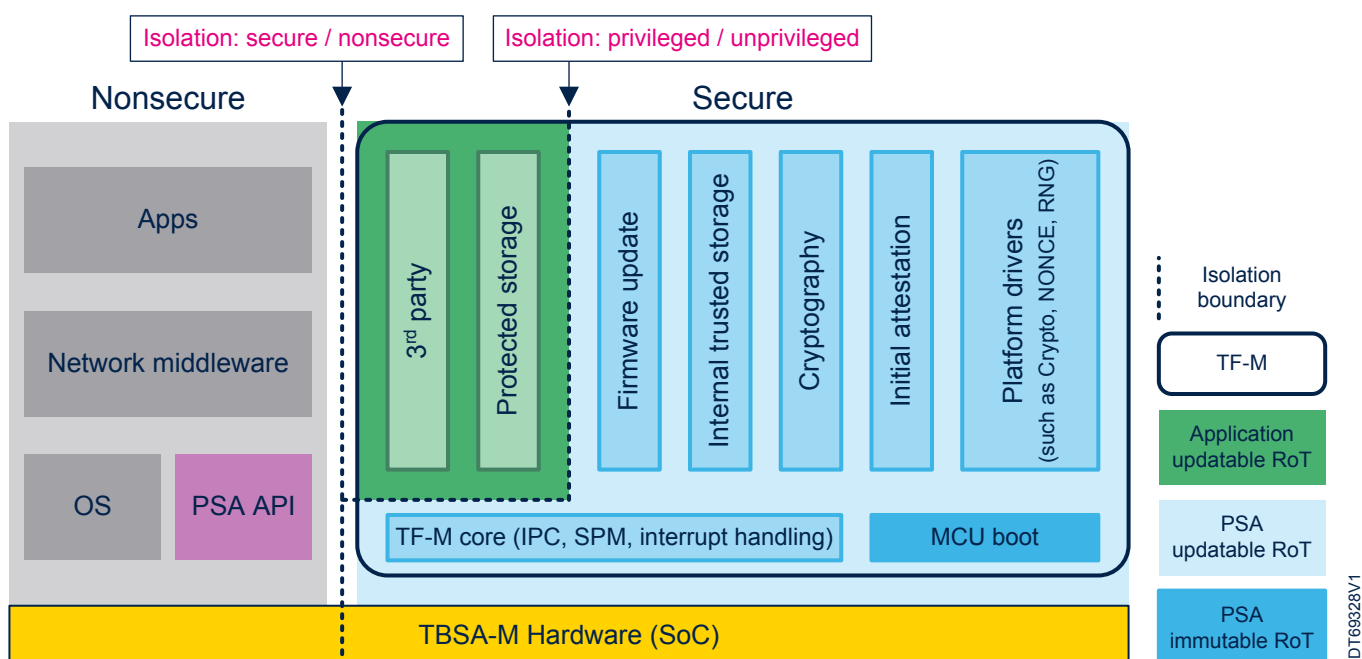 Isolation: secure / nonsecure
Isolation: privileged / unprivileged
Nonsecure
Secure
Apps
Network middleware
OS
PSA API
3rd party
Protected storage
Firmware update
Internal trusted storage
Cryptography
Initial attestation
Platform drivers
(such as Crypto, NONCE, RNG)
TF-M core (IPC, SPM, interrupt handling)
MCU boot
TBSA-M Hardware (SoC)
Isolation
boundary
TF-M
Application
updatable RoT
PSA
updatable RoT
PSA
immutable RoT
DT69328V1